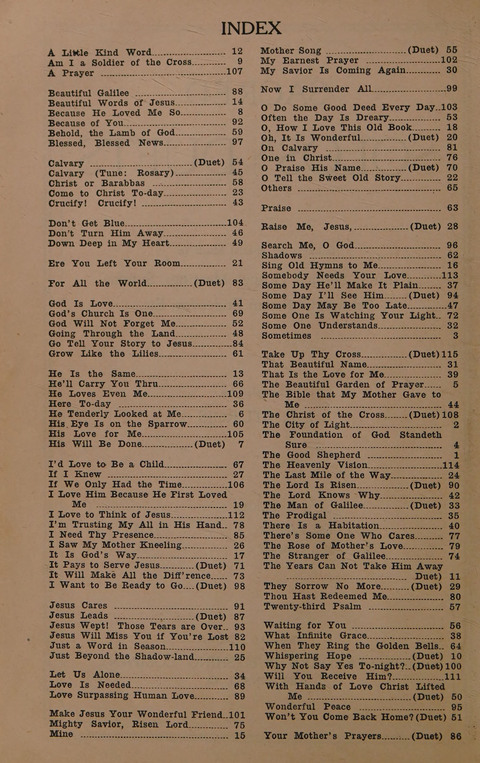 INDEX
A Little Kind Word 12
Am I a Soldier of the Cross 9
A Prayer 107
Beautiful Galilee 88
Beautiful Words of Jesus 14
Because He Loved Me So 8
Because of You 92
Behold, the Lamb of God 59
Blessed, Blessed News 97
Calvary (Duet) 54
Calvary (Tune: Rosary) 45
Christ or Barabbas 58
Come to Christ To-day 23
Crucify! Crucify! 43
Don't Get Blue 104
Don't Turn Him Away 46
Down Deep in My Heart 49
Ere You Left Your Room 21
For All the World (Duet) 83
God Is Love 41
God's Church Is One 69
God Will Not Forget Me 52
Going Through the Land 48
Go Tell Your Story to Jesus 84
Grow Like the Lilies 61
He Is the Same 13
He'll Carry You Thru 66
He Loves Even Me 109
Here To-day 36
He Tenderly Looked at Me 6
His Eye Is on the Sparrow 60
His Love for Me 105
His Will Be Done (Duet) 7
I'd Love to Be a Child 67
If I Knew 27
If We Only Had the Time 106
I Love Him Because He First Loved
Me 19
I Love to Think of Jesus 112
I'm Trusting My All in His Hand 78
I Need Thy Presence 85
I Saw My Mother Kneeling 26
It Is God's Way 17
It Pays to Serve Jesus (Duet) 71
It Will Make All the Diff'rence 73
I Want to Be Ready to Go (Duet) 98
Jesus Cares 91
Jesus Leads (Duet) 87
Jesus Wept! Those Tears are Over 93
Jesus Will Miss You if You're Lost 82
Just a Word in Season 110
Just Beyond the Shadow-land 25
Let Us Alone 34
Love Is Needed 68
Love Surpassing Human Love 89
Make Jesus Your Wonderful Friend 101
Mighty Savior, Risen Lord 75
Mine 15
Mother Song (Duet) 55
My Earnest Prayer 102
My Savior Is Coming Again 30
Now I Surrender All 99
O Do Some Good Deed Every Day 103
Often the Day Is Dreary 53
O, How I Love This Old Book 18
Oh, It Is Wonderful (Duet) 20
On Calvary 81
One in Christ 76
O Praise His Name (Duet) 70
O Tell the Sweet Old Story 22
Others 65
Praise 63
Raise Me, Jesus, (Duet) 28
Search Me, O God 96
Shadows 62
Sing Old Hymns to Me 16
Somebody Needs Your Love 113
Some Day He'll Make It Plain 37
Some Day I'll See Him (Duet) 94
Some Day May Be Too Late 47
Some One Is Watching Your Light 72
Some One Understands 32
Sometimes 3
Take Up Thy Cross (Duet) 115
That Beautiful Name 31
That Is the Love for Me 39
The Beautiful Garden of Prayer 5
The Bible that My Mother Gave to
Me 44
The Christ of the Cross (Duet) 108
The City of Light 2
The Foundation of God Standeth
Sure 4
The Good Shepherd 1
The Heavenly Vision 114
The Last Mile of the Way 24
The Lord Is Risen (Duet) 90
The Lord Knows Why 42
The Man of Galilee (Duet) 33
The Prodigal 35
There Is a Habitation 40
There's Some One Who Cares 77
The Rose of Mother's Love 79
The Stranger of Galilee 74
The Years Can Not Take Him Away
Duet) 11
They Sorrow No More (Duet) 29
Thou Hast Redeemed Me 80
Twenty-third Psalm 57
Waiting for You 56
What Infinite Grace 38
When They Ring the Golden Bells 64
Whispering Hope (Duet) 10
Why Not Say Yes To-night? (Duet) 100
Will You Receive Him? 111
With Hands of Love Christ Lifted
Me (Duet) 50
Wonderful Peace 95
Won't You Come Back Home? (Duet) 51
Your Mother's Prayers (Duet) 86